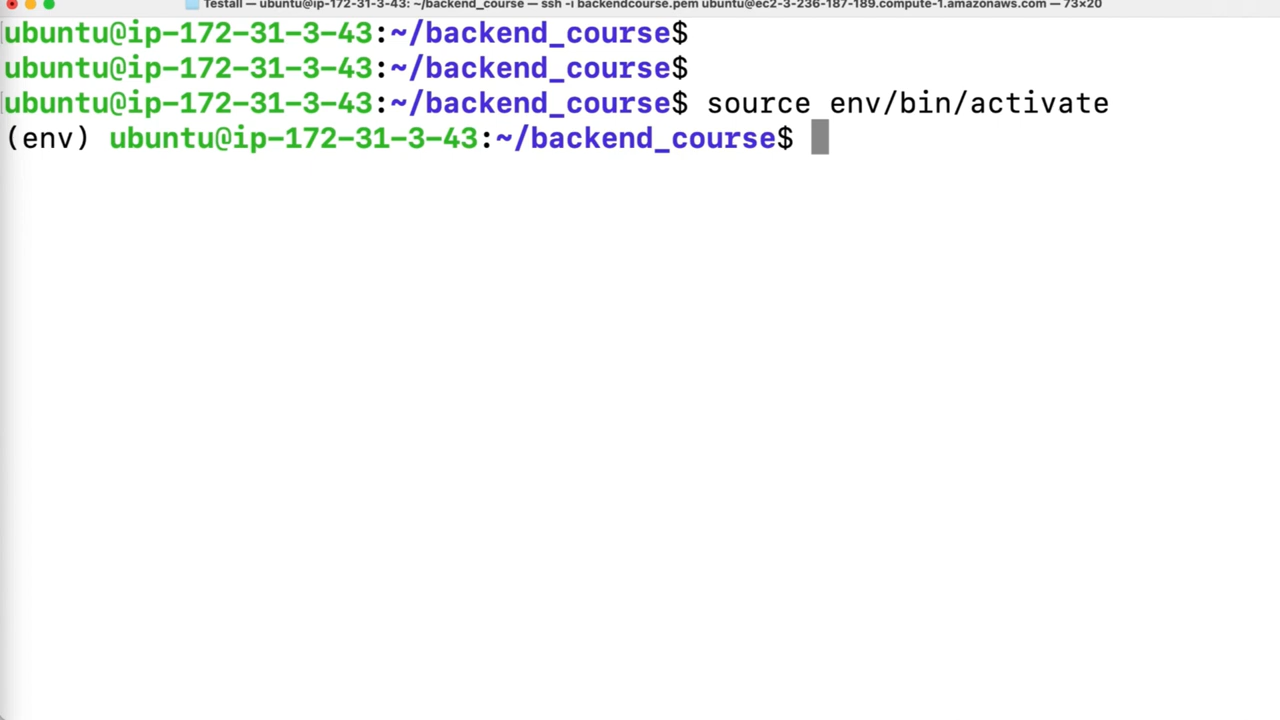 Testall — ubuntu@ip-172-31-3-43: ~/backend_course — ssh -i backendcourse.pem ubuntu@ec2-3-236-187-189.compute-1.amazonaws.com — 73×20
ubuntu@ip-172-31-3-43:~/backend_course$
ubuntu@ip-172-31-3-43:~/backend_course$
ubuntu@ip-172-31-3-43:~/backend_course$ source env/bin/activate
(env) ubuntu@ip-172-31-3-43:~/backend_course$